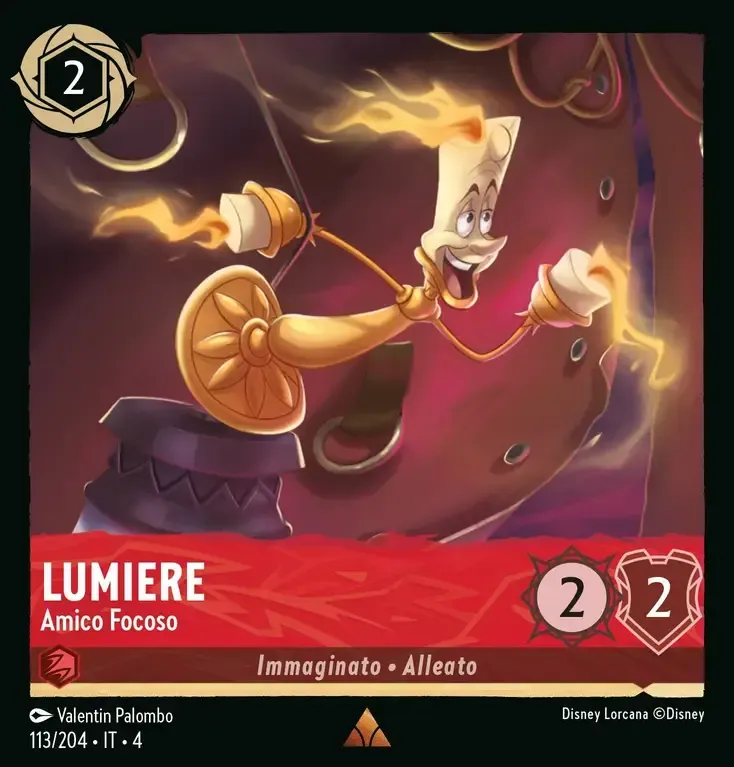 2
LUMIERE
Amico Focoso
2 2
Immaginato • Alleato
Valentin Palombo
Disney Lorcana ©Disney
113/204 • IT • 4